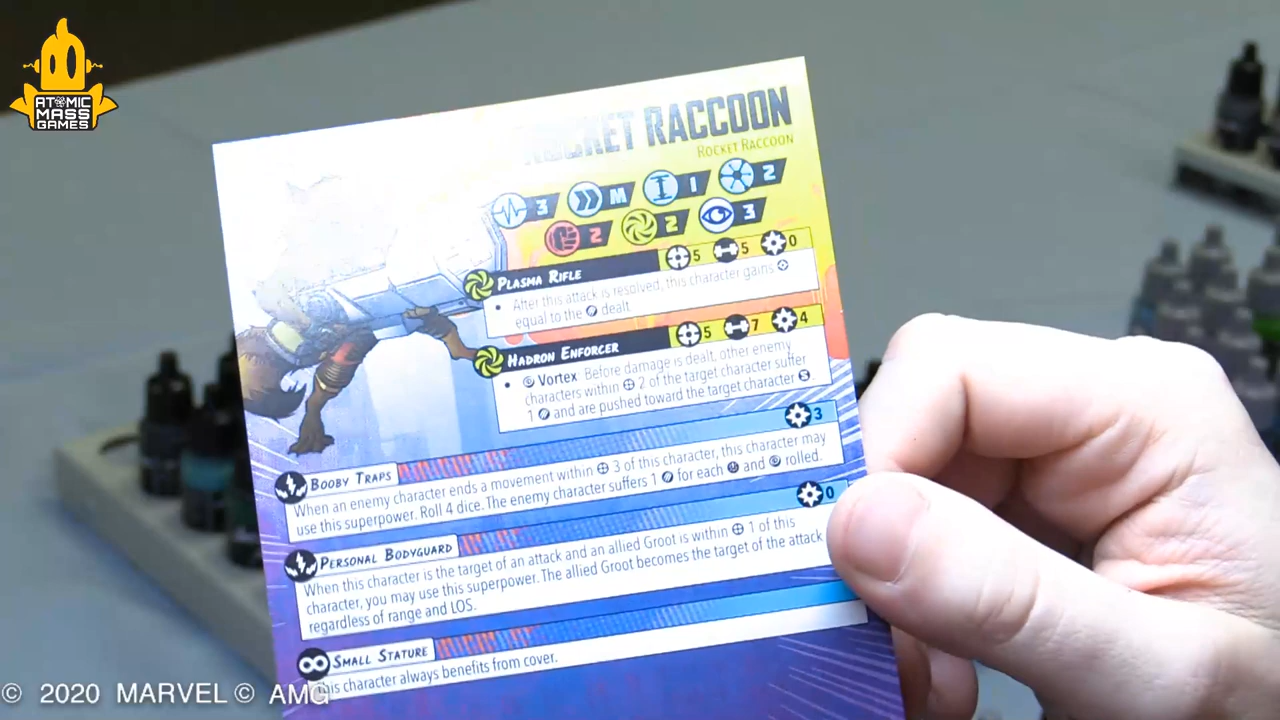 ATOMIC
MASS
GAMES
ROCKET RACCOON
ROCKET RACCOON
3 M 1 2
2 2 3
PLASMA RIFLE 5 5 0
• After this attack is resolved, this character gains
equal to the dealt.
HADRON ENFORCER 5 7 4
• Vortex: Before damage is dealt, other enemy
characters within 2 of the target character suffer
1 and are pushed toward the target character S.
3
BOOBY TRAPS
When an enemy character ends a movement within 3 of this character, this character may
use this superpower. Roll 4 dice. The enemy character suffers 1 for each and rolled.
0
PERSONAL BODYGUARD
When this character is the target of an attack and an allied Groot is within 1 of this
character, you may use this superpower. The allied Groot becomes the target of the attack
regardless of range and LOS.
SMALL STATURE
This character always benefits from cover.
© 2020 MARVEL © AMG